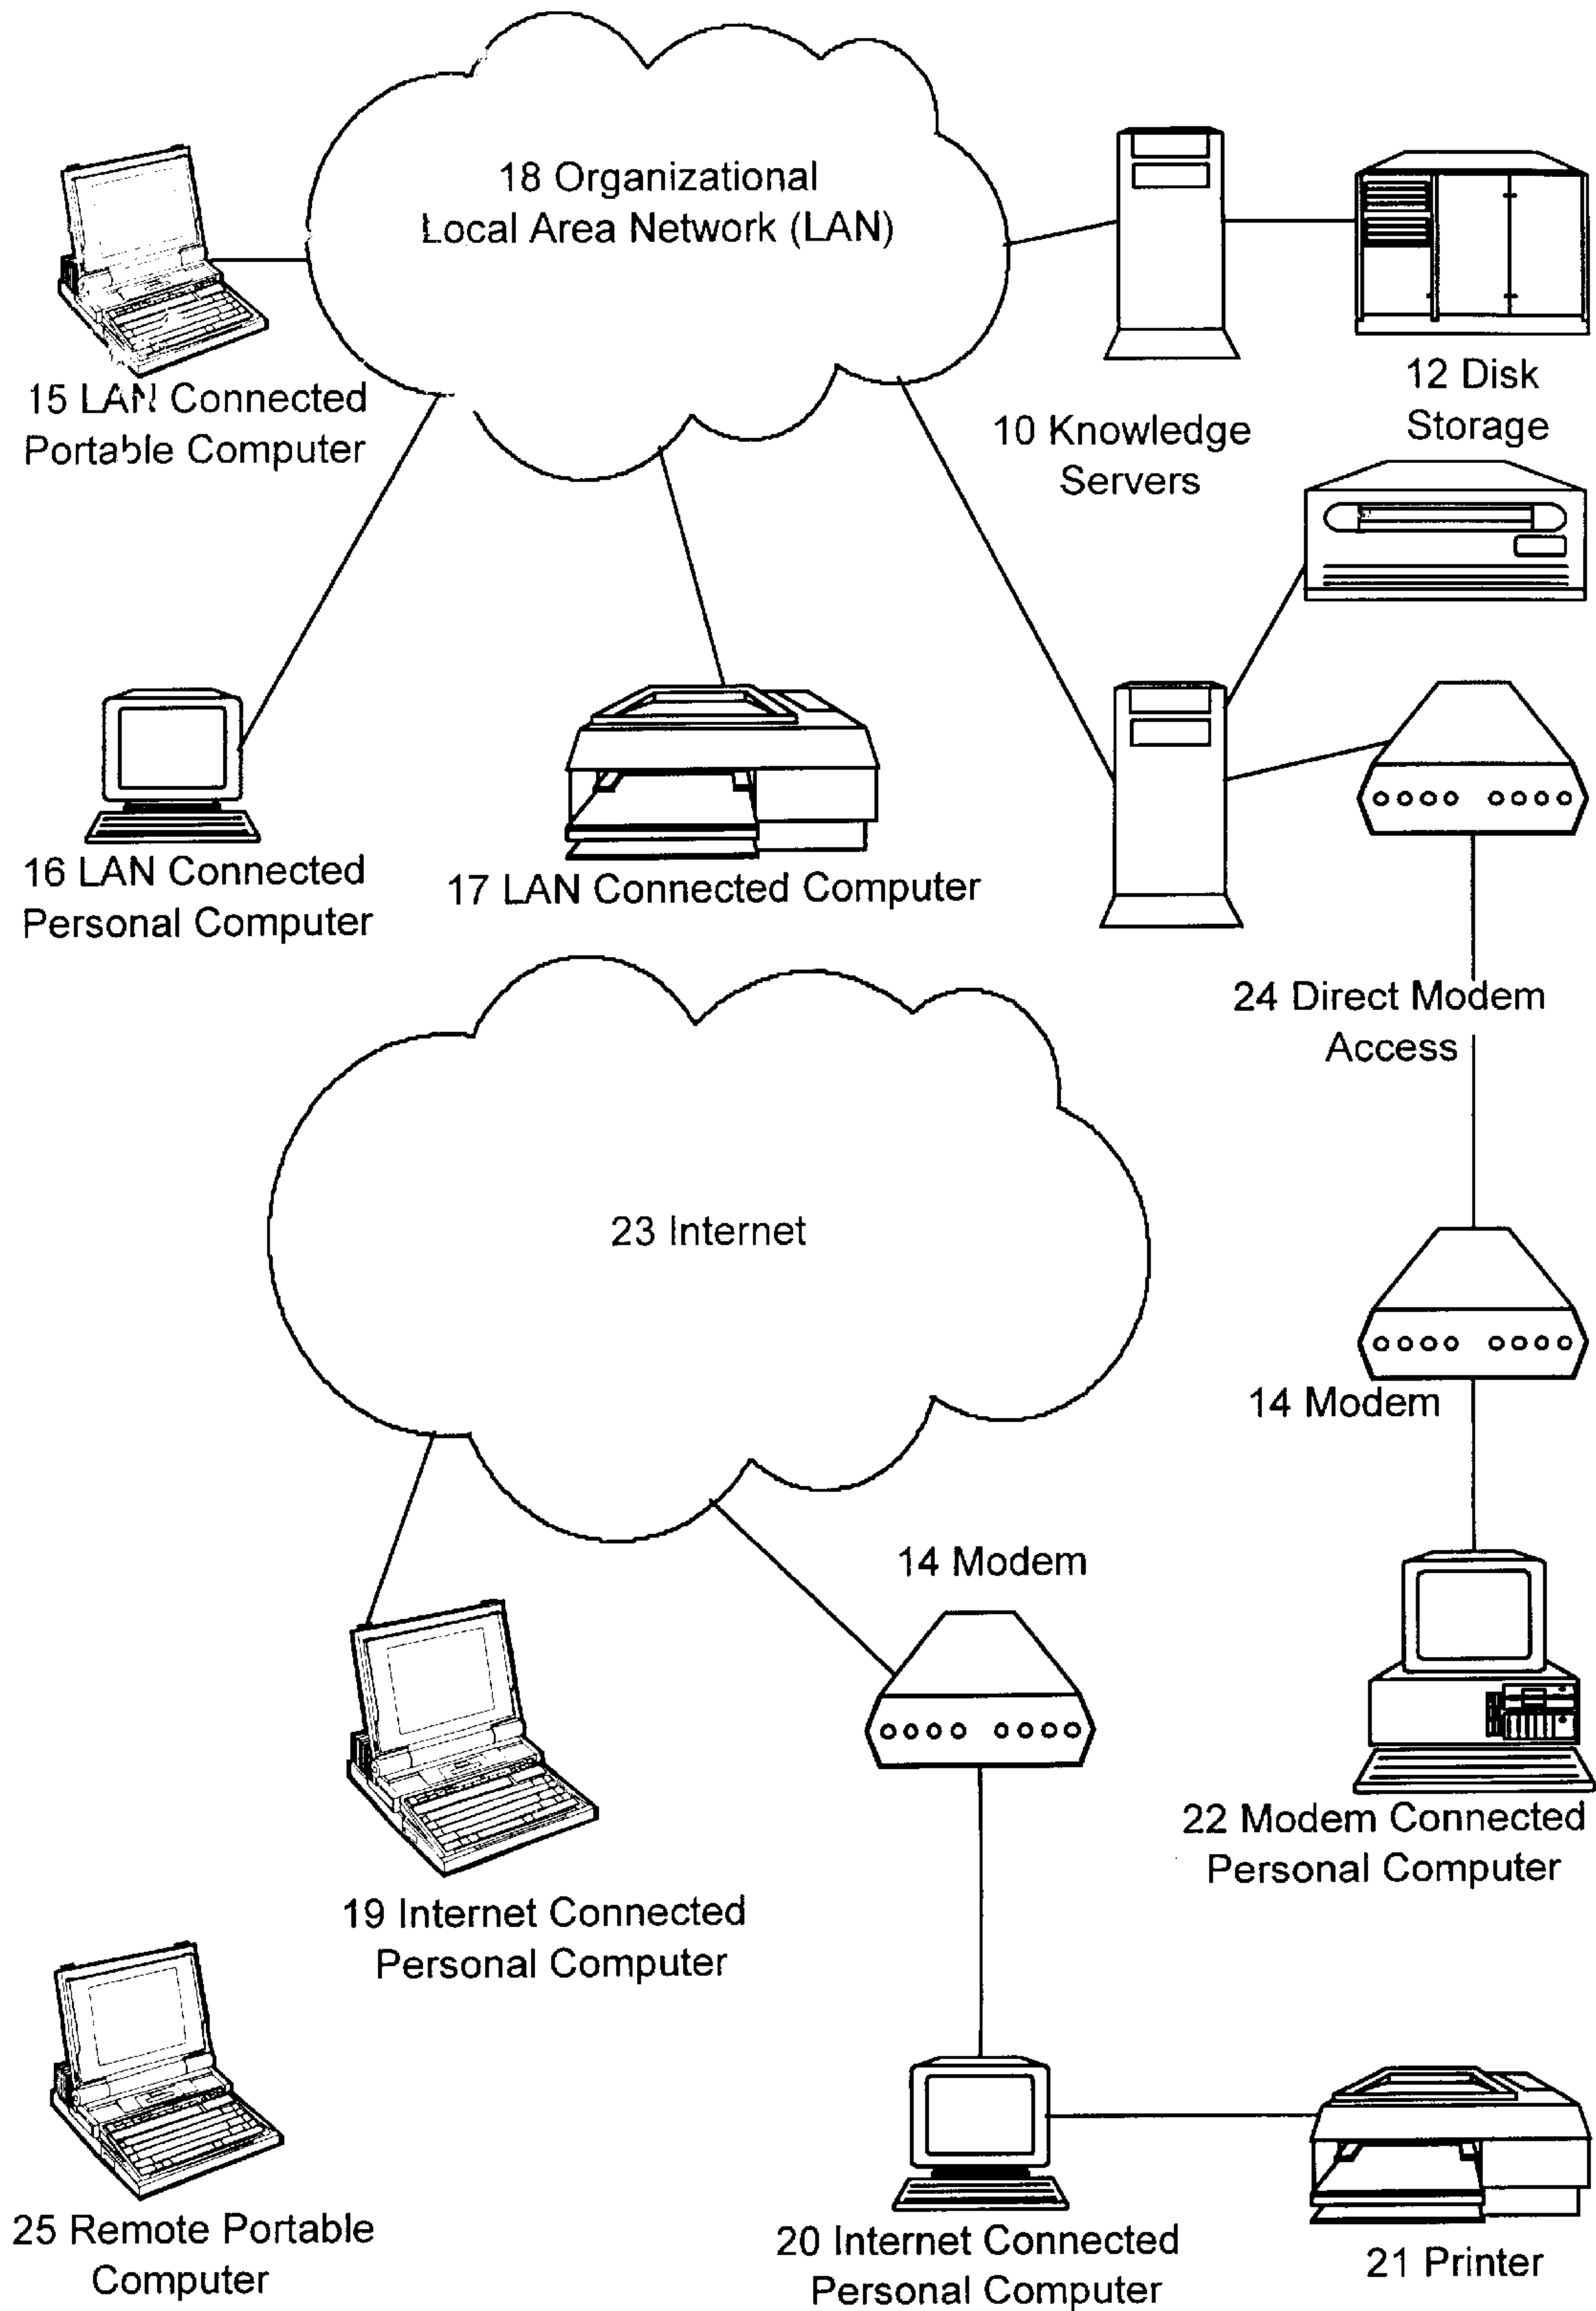 18 Organizational
Local Area Network (LAN)
15 LAN Connected
Portable Computer
10 Knowledge
Servers
12 Disk
Storage
16 LAN Connected
Personal Computer
17 LAN Connected Computer
24 Direct Modem
Access
23 Internet
14 Modem
14 Modem
22 Modem Connected
Personal Computer
19 Internet Connected
Personal Computer
25 Remote Portable
Computer
20 Internet Connected
Personal Computer
21 Printer